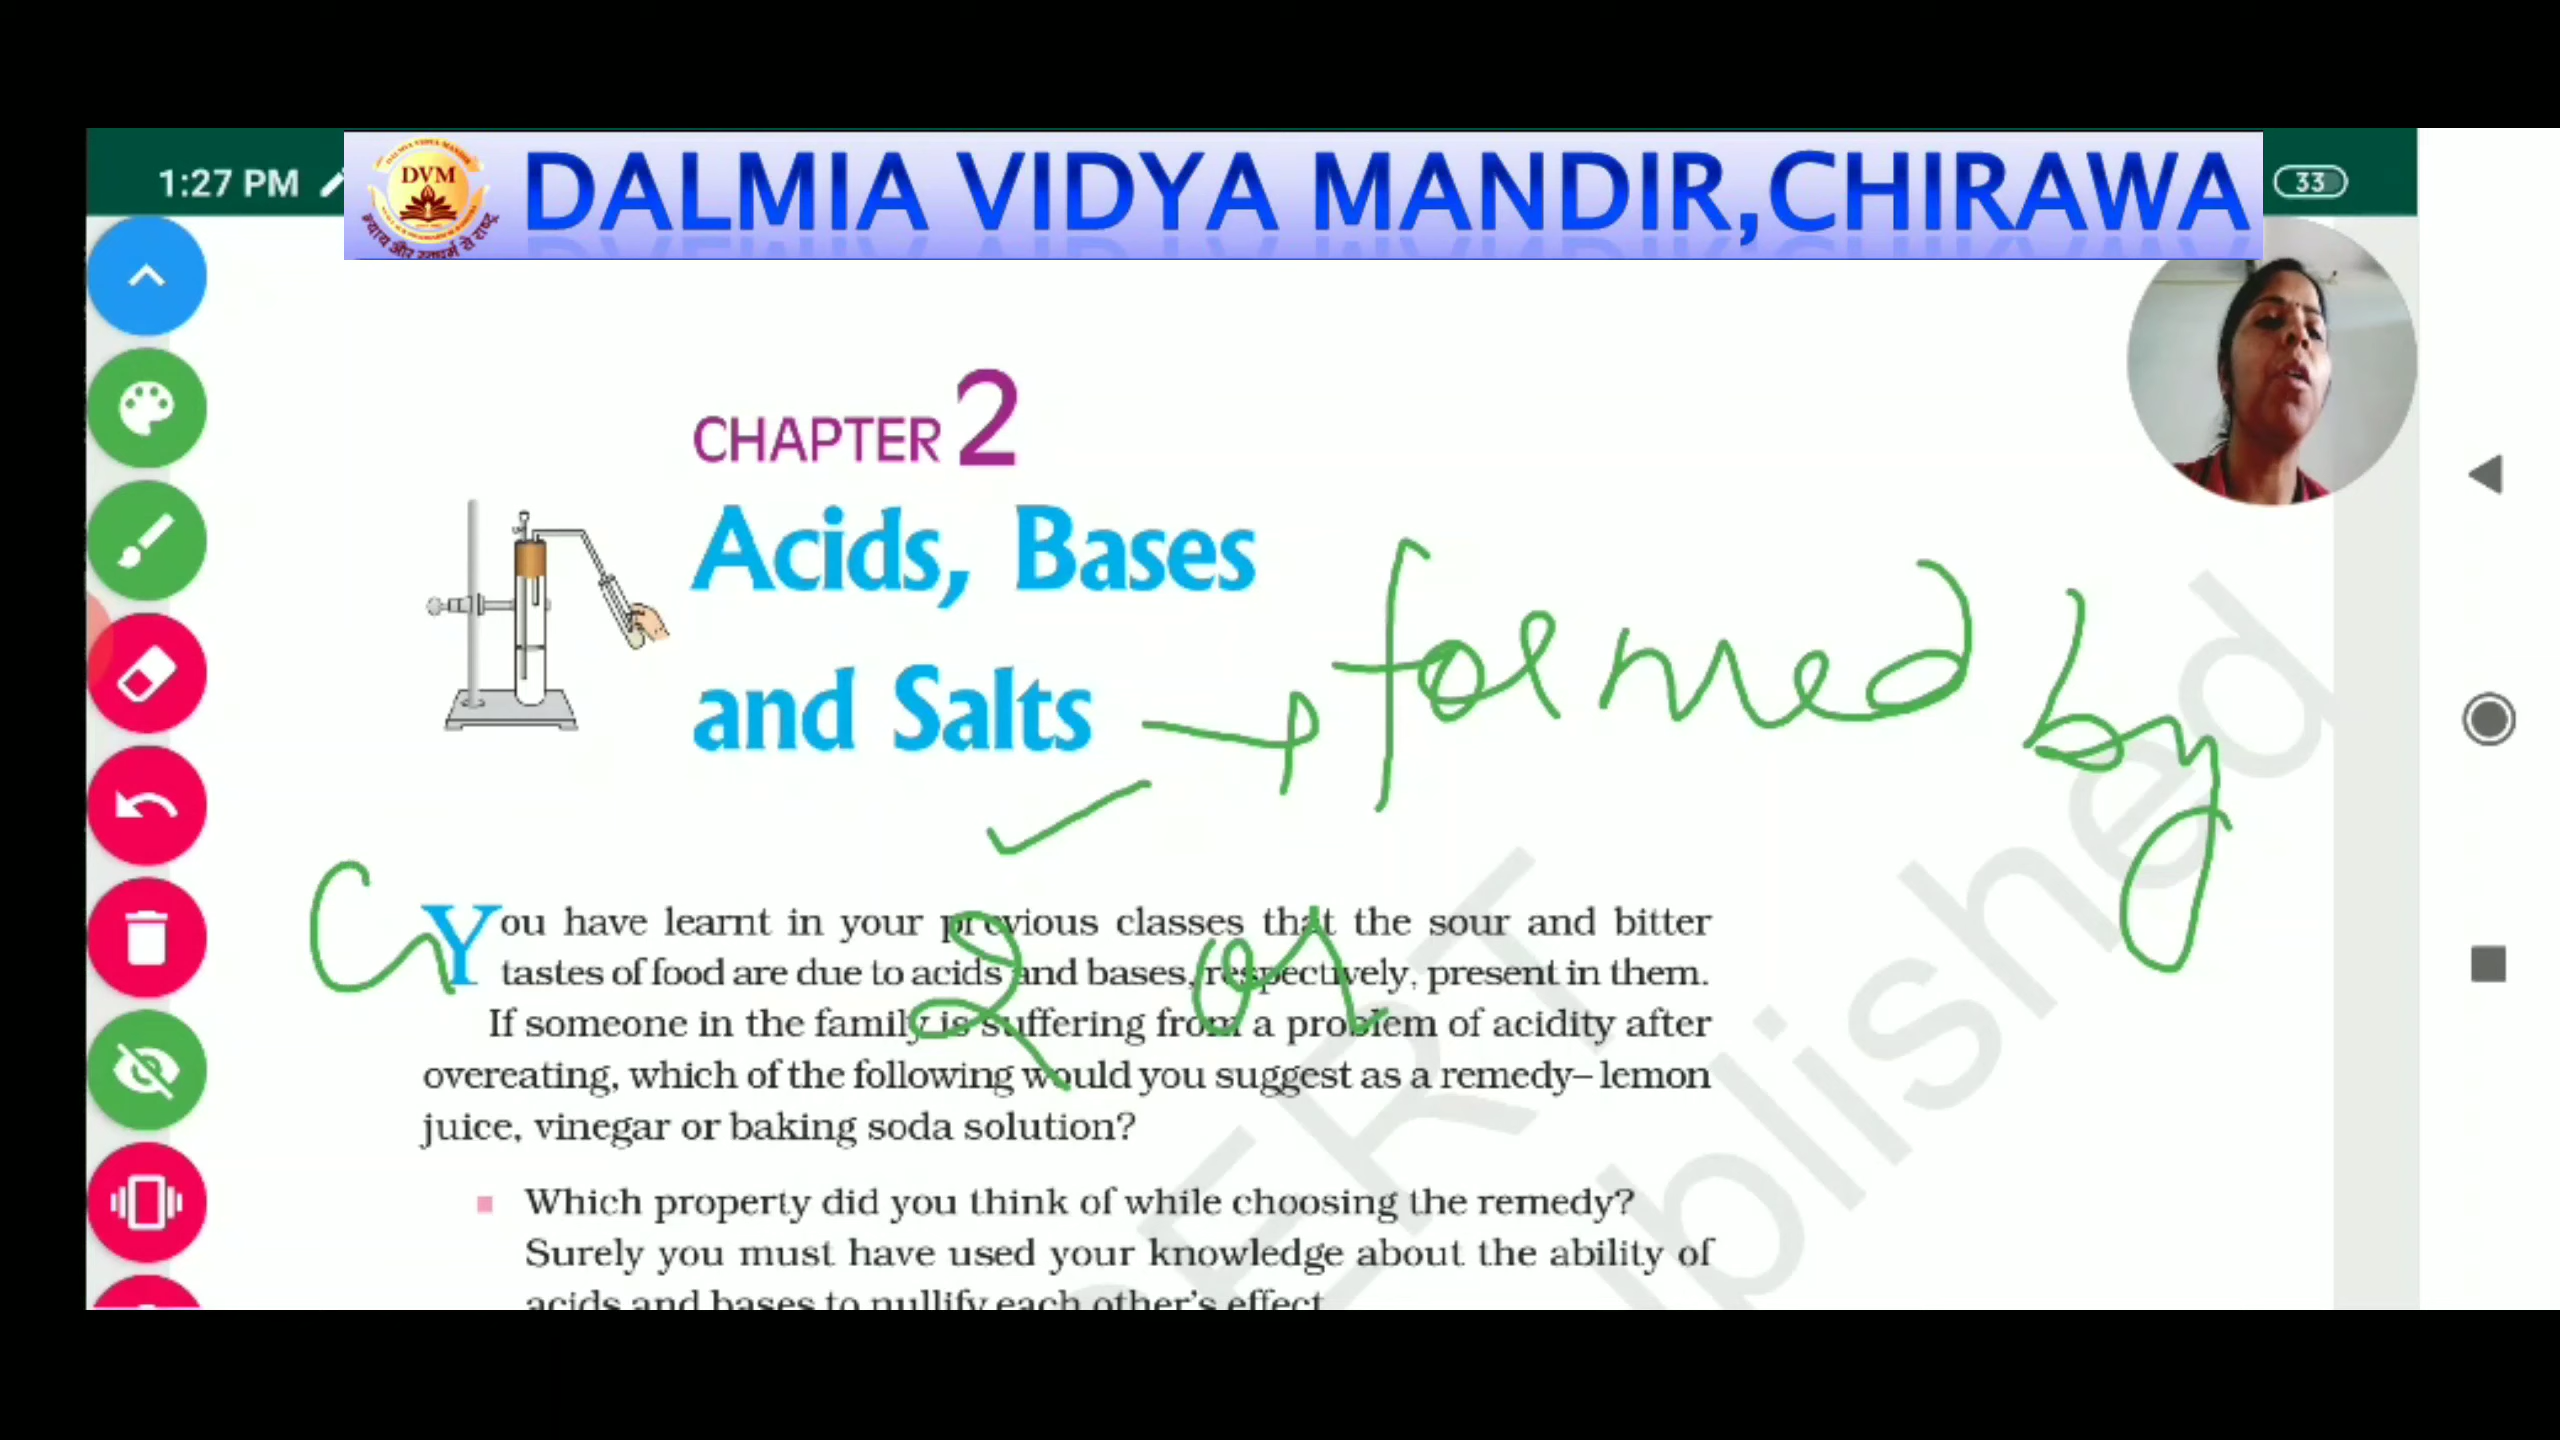 1:27 PM
DVM
DALMIA VIDYA MANDIR,CHIRAWA
33
CHAPTER 2
Acids, Bases
and Salts
formed by
2 or
You have learnt in your previous classes that the sour and bitter
tastes of food are due to acids and bases, respectively, present in them.
If someone in the family is suffering from a problem of acidity after
overeating, which of the following would you suggest as a remedy– lemon
juice, vinegar or baking soda solution?
Which property did you think of while choosing the remedy?
Surely you must have used your knowledge about the ability of
acids and bases to nullify each other's effect